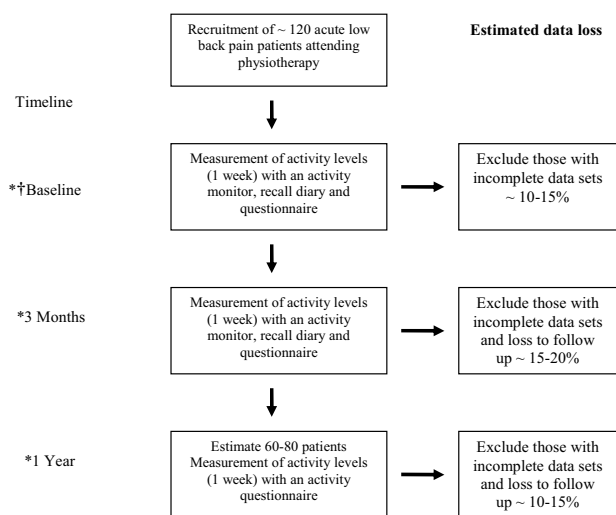 Recruitment of ~ 120 acute low
back pain patients attending
physiotherapy
Estimated data loss
Timeline
*†Baseline
Measurement of activity levels
(1 week) with an activity
monitor, recall diary and
questionnaire
Exclude those with
incomplete data sets
~ 10-15%
*3 Months
Measurement of activity levels
(1 week) with an activity
monitor, recall diary and
questionnaire
Exclude those with
incomplete data sets
and loss to follow
up ~ 15-20%
*1 Year
Estimate 60-80 patients
Measurement of activity levels
(1 week) with an activity
questionnaire
Exclude those with
incomplete data sets
and loss to follow
up ~ 10-15%